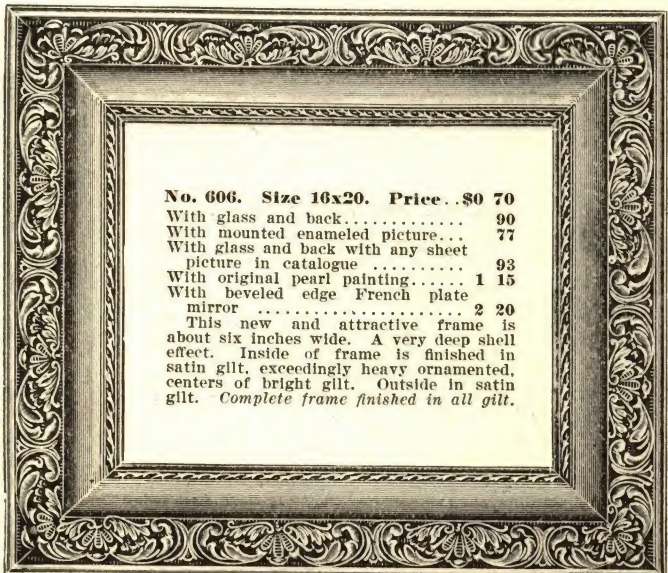 No. 606. Size 16x20. Price..$0 70
With glass and back............. 90
With mounted enameled picture... 77
With glass and back with any sheet
picture in catalogue .......... 93
With original pearl painting...... 1 15
With beveled edge French plate
mirror ..................... 2 20
This new and attractive frame is
about six inches wide. A very deep shell
effect. Inside of frame is finished in
satin gilt, exceedingly heavy ornamented,
centers of bright gilt. Outside in satin
gilt. Complete frame finished in all gilt.